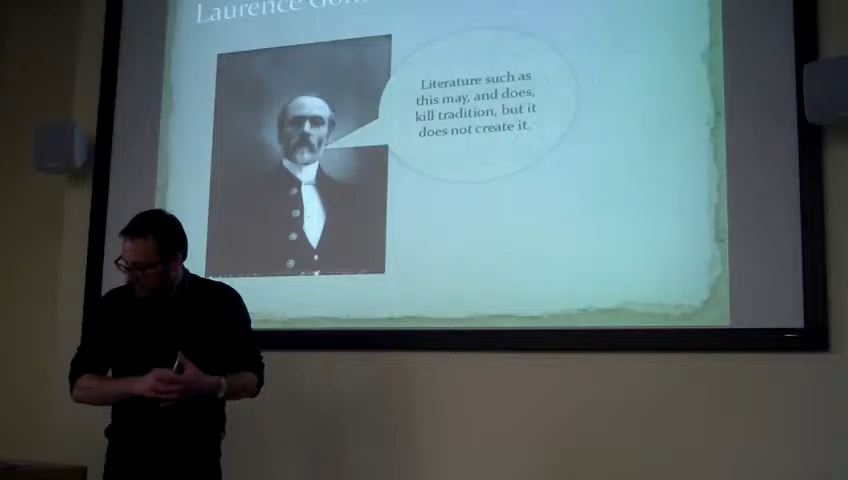 Laurence
Literature such as
this may, and does,
kill tradition, but it
does not create it.